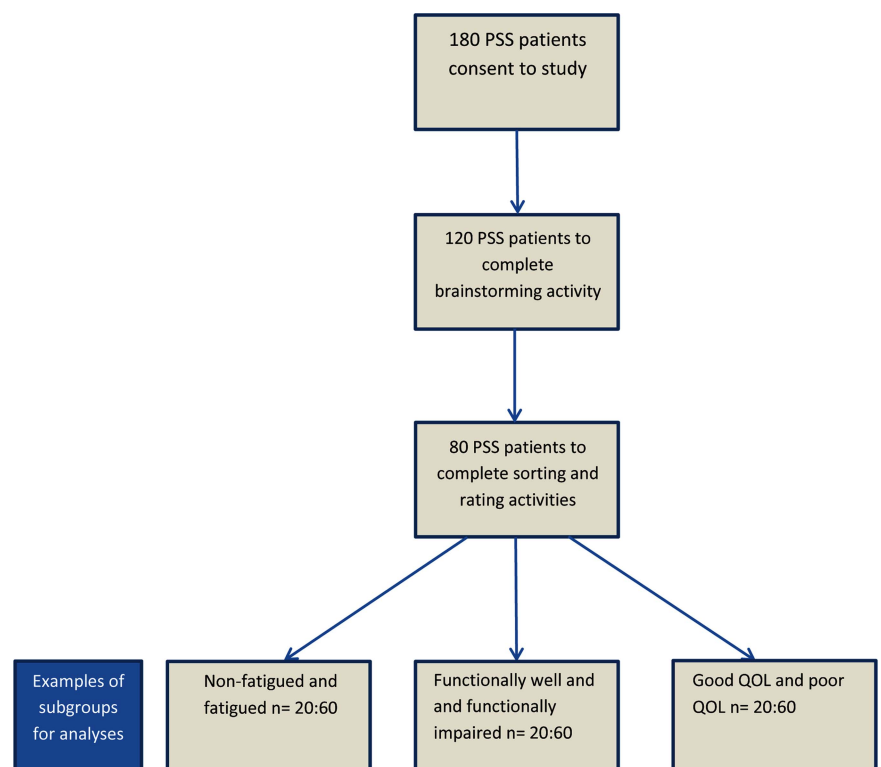 180 PSS patients
consent to study
120 PSS patients to
complete
brainstorming activity
80 PSS patients to
complete sorting and
rating activities
Examples of
subgroups
for analyses
Non-fatigued and
fatigued n= 20:60
Functionally well and
and functionally
impaired n= 20:60
Good QOL and poor
QOL n= 20:60